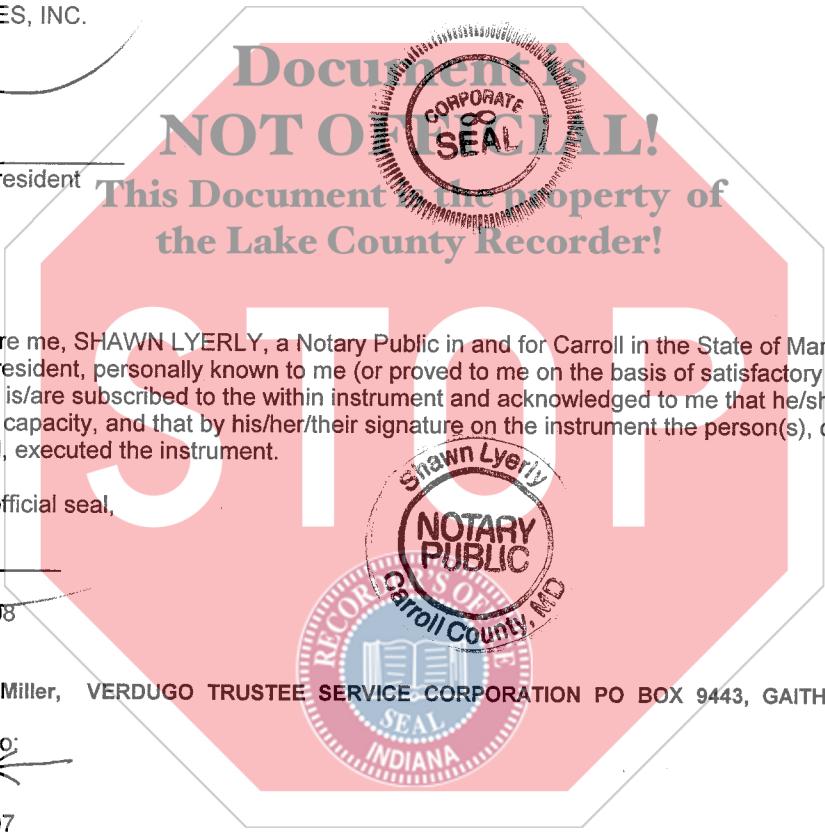 ES, INC.
Document is
CORPORATE
SEAL
NOT OFFICIAL!
resident
This Document is the property of
the Lake County Recorder!
STOP
re me, SHAWN LYERLY, a Notary Public in and for Carroll in the State of Mar
resident, personally known to me (or proved to me on the basis of satisfactory
is/are subscribed to the within instrument and acknowledged to me that he/sh
capacity, and that by his/her/their signature on the instrument the person(s), o
, executed the instrument.
fficial seal,
Shawn Lyerly
NOTARY
PUBLIC
Carroll County, MD
8
RECORDER'S OFFICE
SEAL
INDIANA
Miller, VERDUGO TRUSTEE SERVICE CORPORATION PO BOX 9443, GAITH
o:
7